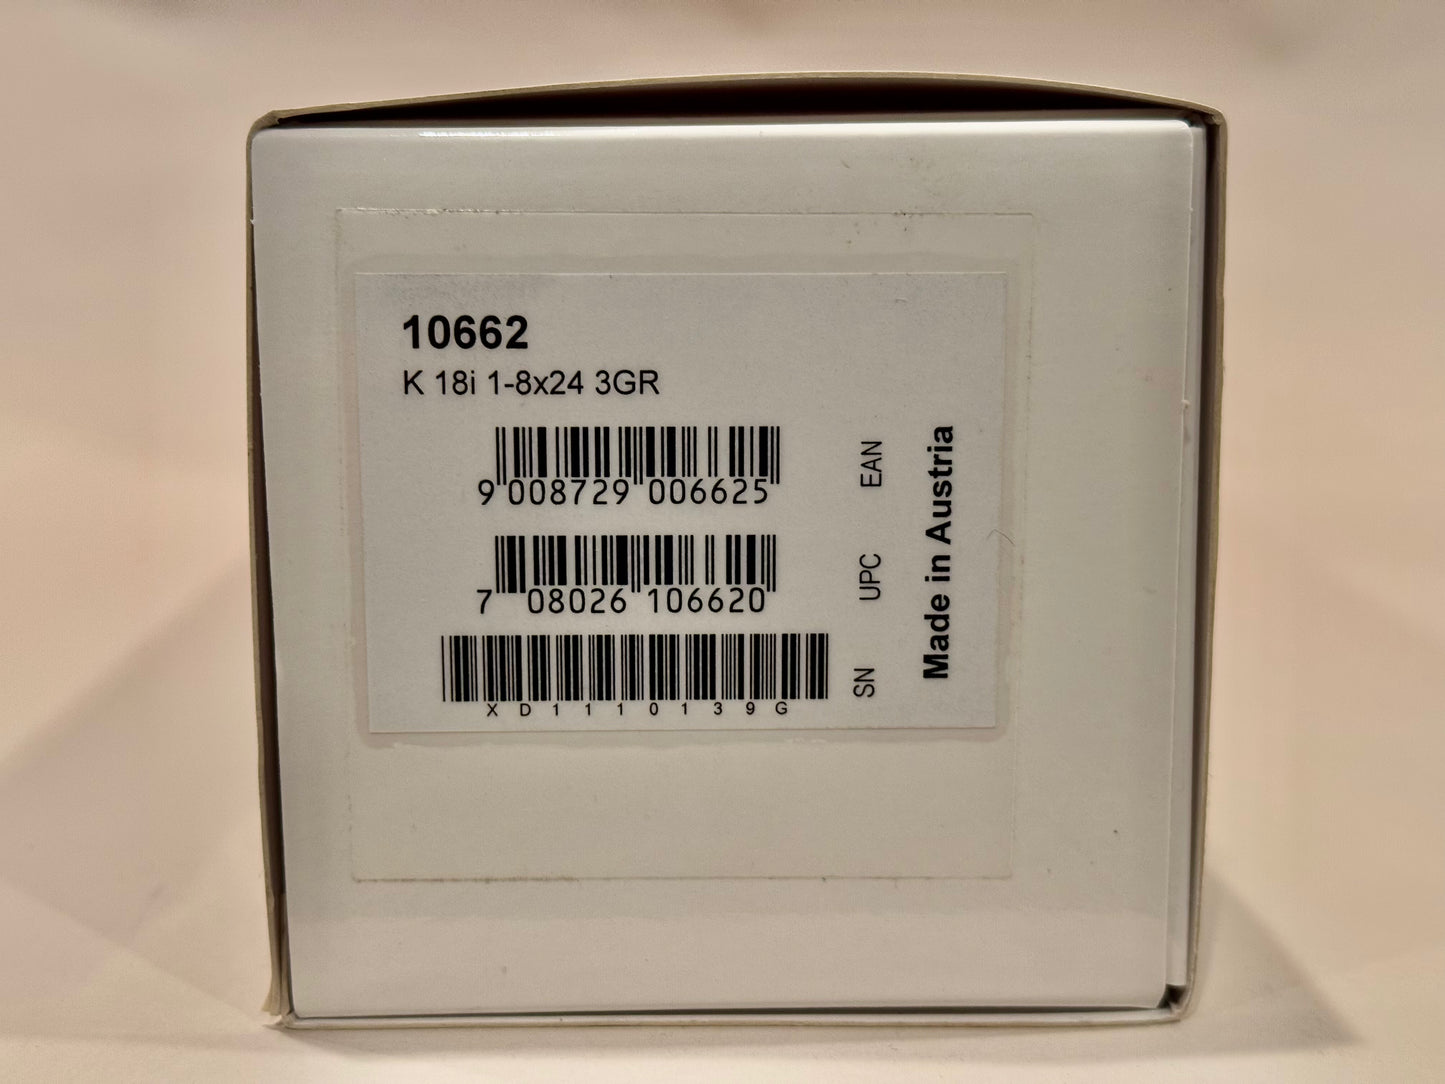 10662
K 18i 1-8x24 3GR
9 008729 006625
EAN
7 08026 106620
UPC
XD1110139G
SN
Made in Austria